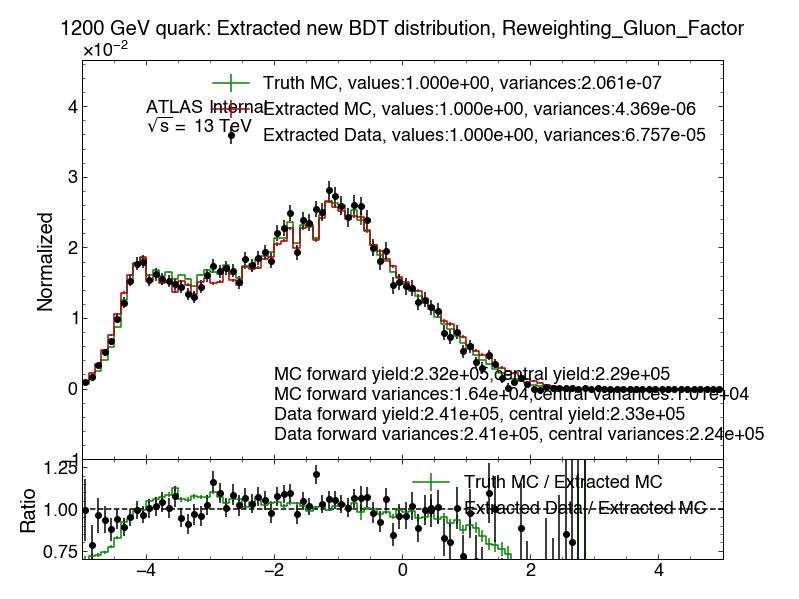 1200 GeV quark: Extracted new BDT distribution, Reweighting_Gluon_Factor
×10−2
Truth MC, values:1.000e+00, variances:2.061e-07
ATLAS Internal
Extracted MC, values:1.000e+00, variances:4.369e-06
√s = 13 TeV
Extracted Data, values:1.000e+00, variances:6.757e-05
Normalized
4
3
2
1
0
−1
MC forward yield:2.32e+05,central yield:2.29e+05
MC forward variances:1.64e+04,central variances:1.01e+04
Data forward yield:2.41e+05, central yield:2.33e+05
Data forward variances:2.41e+05, central variances:2.24e+05
Ratio
1.25
1.00
0.75
Truth MC / Extracted MC
Extracted Data / Extracted MC
−4 −2 0 2 4